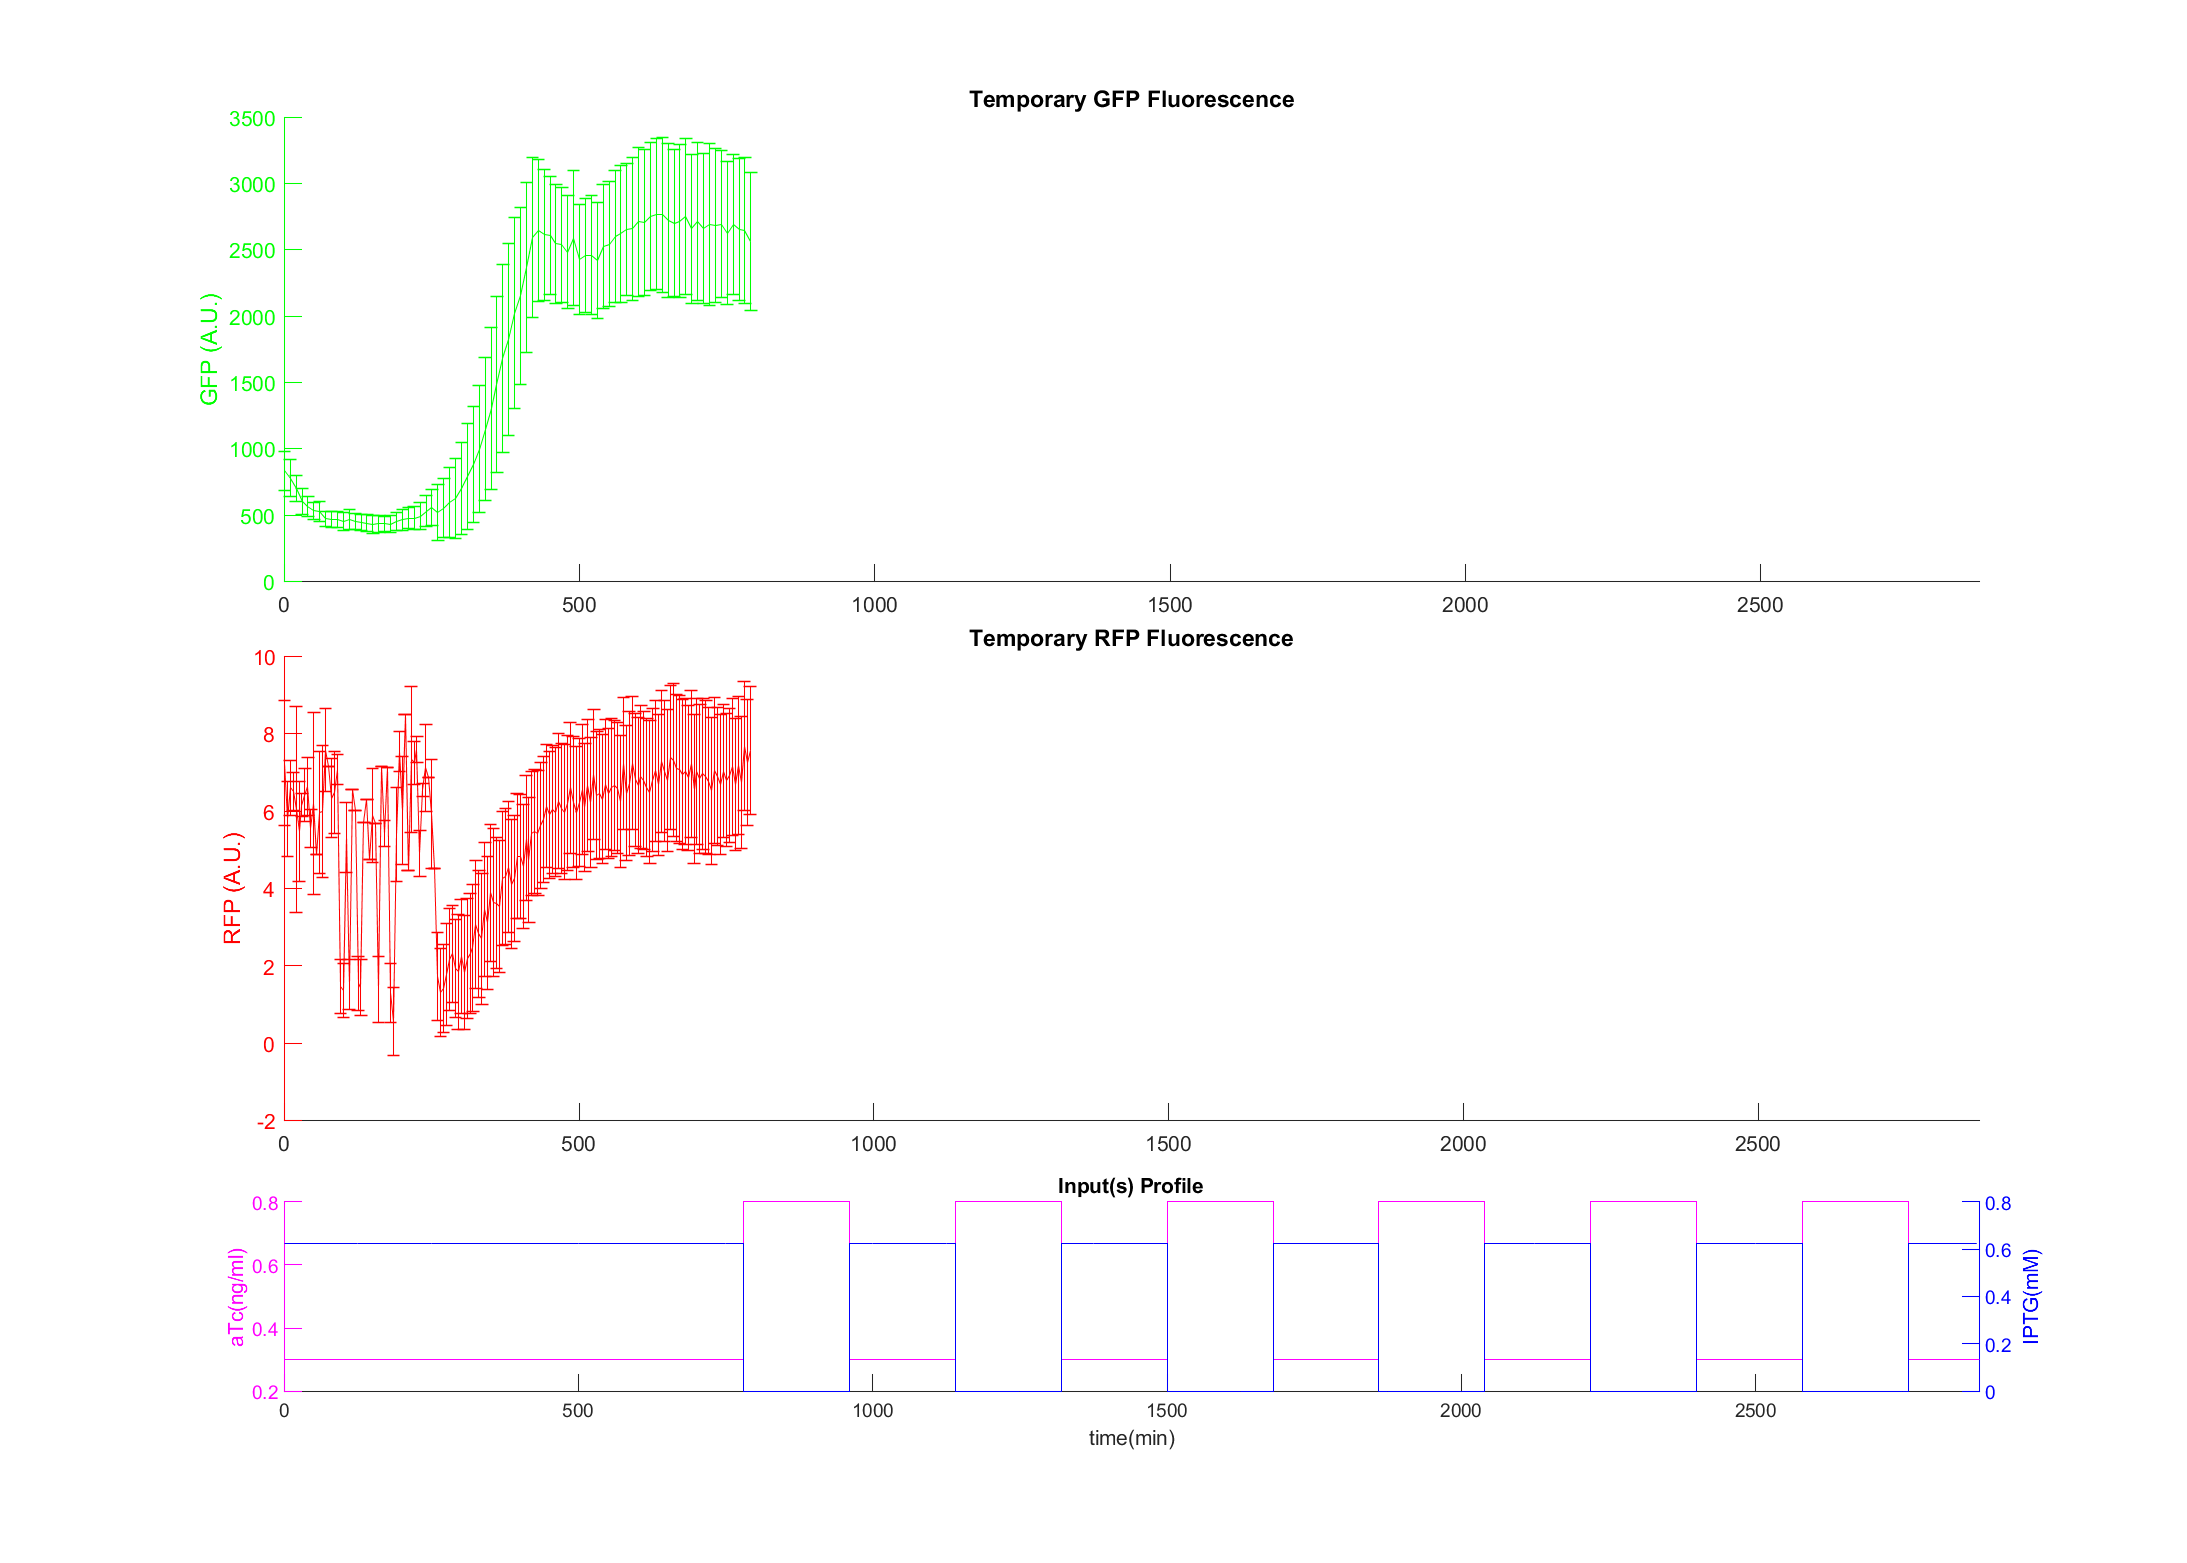 Temporary GFP Fluorescence
GFP (A.U.)
3500
3000
2500
2000
1500
1000
500
0
0 500 1000 1500 2000 2500
Temporary RFP Fluorescence
RFP (A.U.)
10
8
6
4
2
0
-2
0 500 1000 1500 2000 2500
Input(s) Profile
aTc(ng/ml)
0.8
0.6
0.4
0.2
0.8
0.6
0.4
0.2
0
IPTG(mM)
0 500 1000 1500 2000 2500
time(min)